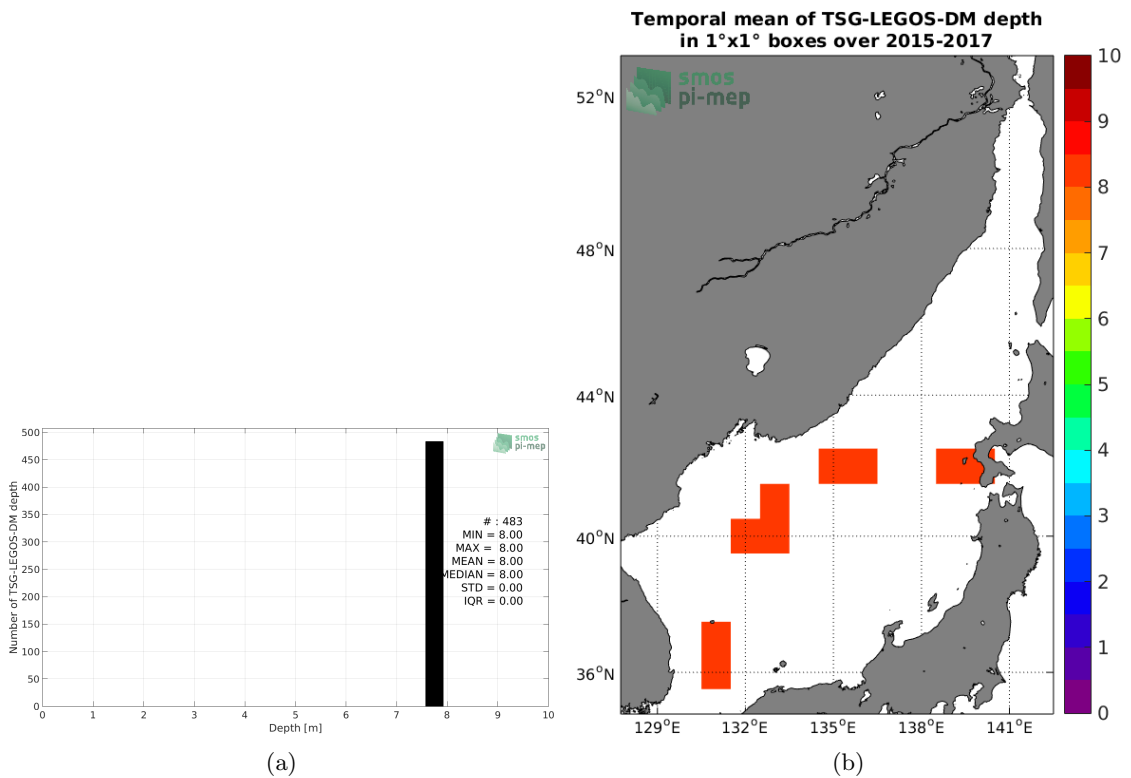 Temporal mean of TSG-LEGOS-DM depth
in 1°x1° boxes over 2015-2017
smos
pi-mep
52°N
48°N
44°N
40°N
36°N
129°E
132°E
135°E
138°E
141°E
10
9
8
7
6
5
4
3
2
1
0
(b)
Number of TSG-LEGOS-DM depth
500
450
400
350
300
250
200
150
100
50
0
smos
pi-mep
# : 483
MIN = 8.00
MAX = 8.00
MEAN = 8.00
MEDIAN = 8.00
STD = 0.00
IQR = 0.00
0
1
2
3
4
5
6
7
8
9
10
Depth [m]
(a)